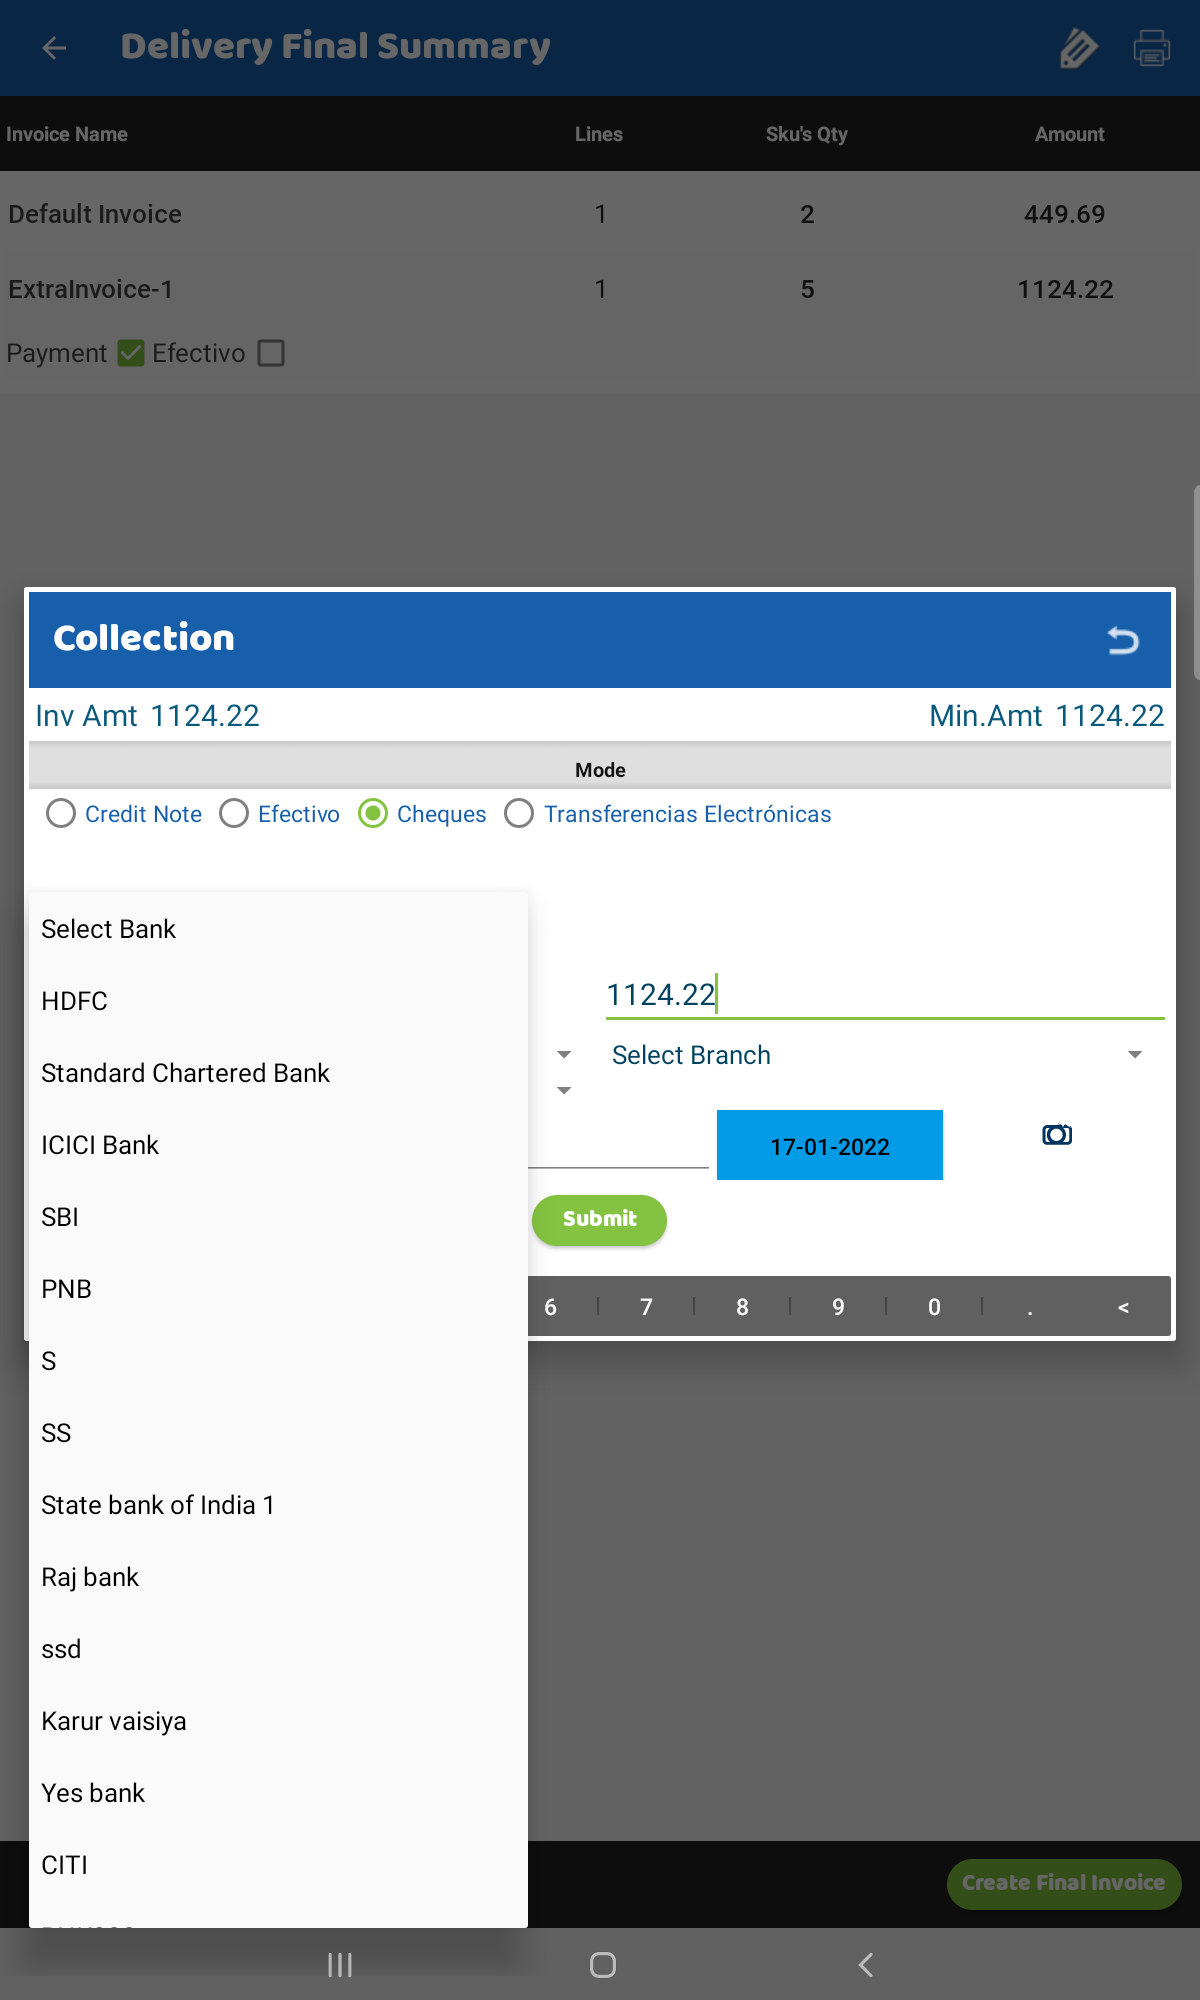 Delivery Final Summary
Invoice Name Lines Sku's Qty Amount
Default Invoice 1 2 449.69
ExtraInvoice-1 1 5 1124.22
Payment Efectivo
Collection
Inv Amt 1124.22 Min.Amt 1124.22
Mode
Credit Note Efectivo Cheques Transferencias Electrónicas
Select Bank
HDFC
Standard Chartered Bank
ICICI Bank
SBI
PNB
S
SS
State bank of India 1
Raj bank
ssd
Karur vaisiya
Yes bank
CITI
1124.22
Select Branch
17-01-2022
Submit
6 | 7 | 8 | 9 | 0 | . <
Create Final Invoice